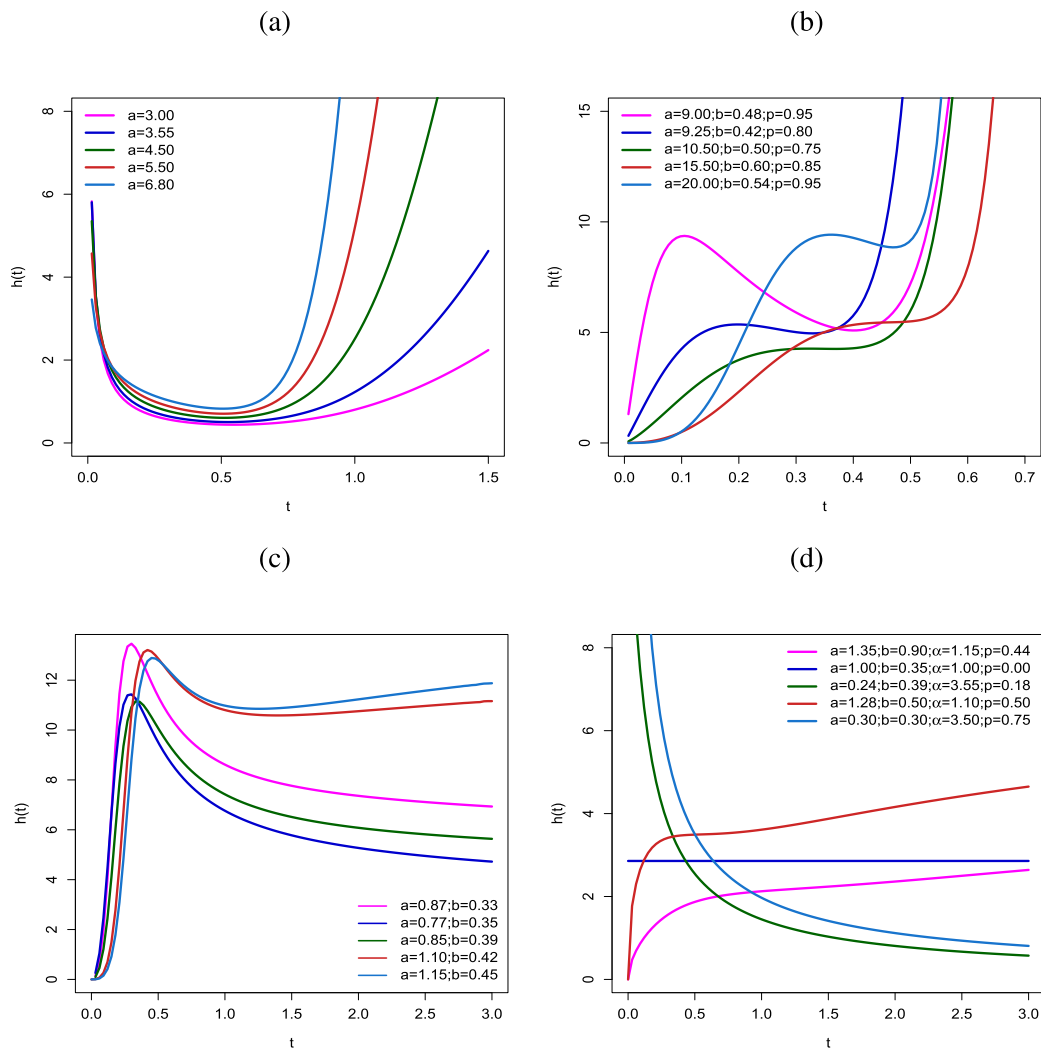 (a)
a=3.00
a=3.55
a=4.50
a=5.50
a=6.80
h(t)
0 2 4 6 8
0.0 0.5 1.0 1.5
t
(b)
a=9.00;b=0.48;p=0.95
a=9.25;b=0.42;p=0.80
a=10.50;b=0.50;p=0.75
a=15.50;b=0.60;p=0.85
a=20.00;b=0.54;p=0.95
h(t)
0 5 10 15
0.0 0.1 0.2 0.3 0.4 0.5 0.6 0.7
t
(c)
h(t)
0 2 4 6 8 10 12
a=0.87;b=0.33
a=0.77;b=0.35
a=0.85;b=0.39
a=1.10;b=0.42
a=1.15;b=0.45
0.0 0.5 1.0 1.5 2.0 2.5 3.0
t
(d)
a=1.35;b=0.90;α=1.15;p=0.44
a=1.00;b=0.35;α=1.00;p=0.00
a=0.24;b=0.39;α=3.55;p=0.18
a=1.28;b=0.50;α=1.10;p=0.50
a=0.30;b=0.30;α=3.50;p=0.75
h(t)
0 2 4 6 8
0.0 0.5 1.0 1.5 2.0 2.5 3.0
t